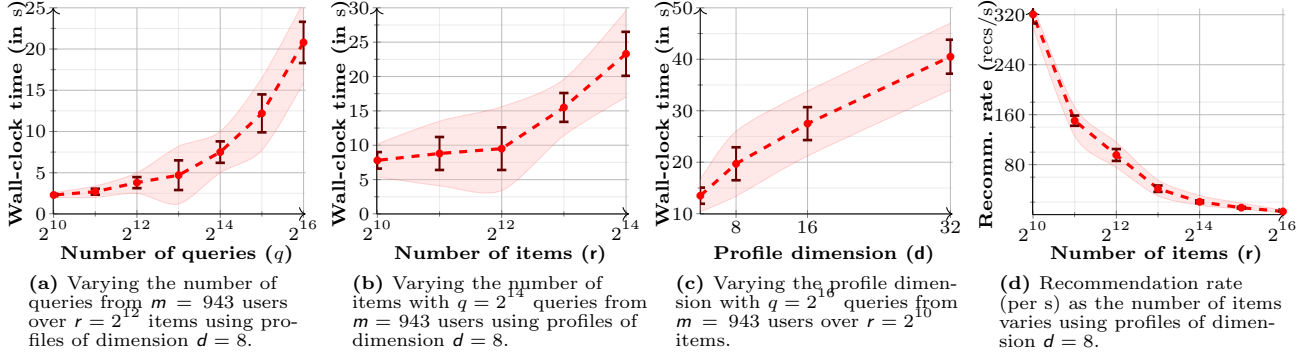 Wall-clock time (in s)
25
20
15
10
5
0
2^10
2^12
2^14
2^16
Number of queries (q)
(a) Varying the number of
queries from m = 943 users
over r = 2^12 items using pro-
files of dimension d = 8.
Wall-clock time (in s)
30
25
20
15
10
5
0
2^10
2^12
2^14
Number of items (r)
(b) Varying the number of
items with q = 2^14 queries from
m = 943 users using profiles of
dimension d = 8.
Wall-clock time (in s)
50
40
30
20
10
8
16
32
Profile dimension (d)
(c) Varying the profile dimen-
sion with q = 2^16 queries from
m = 943 users over r = 2^10
items.
Recomm. rate (recs/s)
320
240
160
80
2^10
2^12
2^14
2^16
Number of items (r)
(d) Recommendation rate
(per s) as the number of items
varies using profiles of dimen-
sion d = 8.